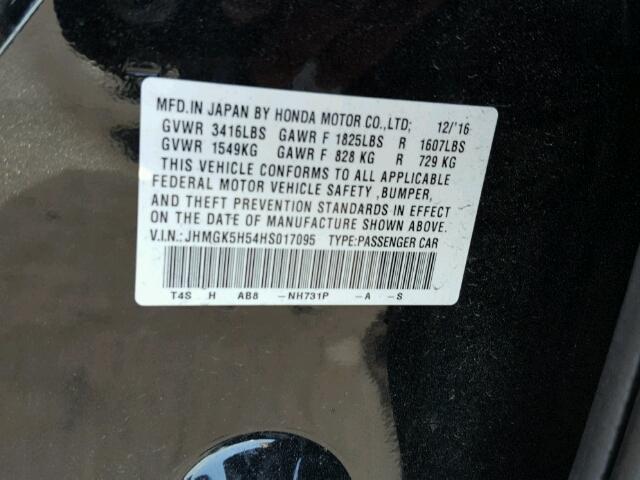 MFD.IN JAPAN BY HONDA MOTOR CO.,LTD; 12/'16
GVWR 3416LBS GAWR F 1825LBS R 1607LBS
GVWR 1549KG GAWR F 828 KG R 729 KG
THIS VEHICLE CONFORMS TO ALL APPLICABLE
FEDERAL MOTOR VEHICLE SAFETY ,BUMPER,
AND THEFT PREVENTION STANDARDS IN EFFECT
ON THE DATE OF MANUFACTURE SHOWN ABOVE.
V.I.N.:JHMGK5H54HS017095 TYPE:PASSENGER CAR
T4S H AB8 -NH731P -A -S